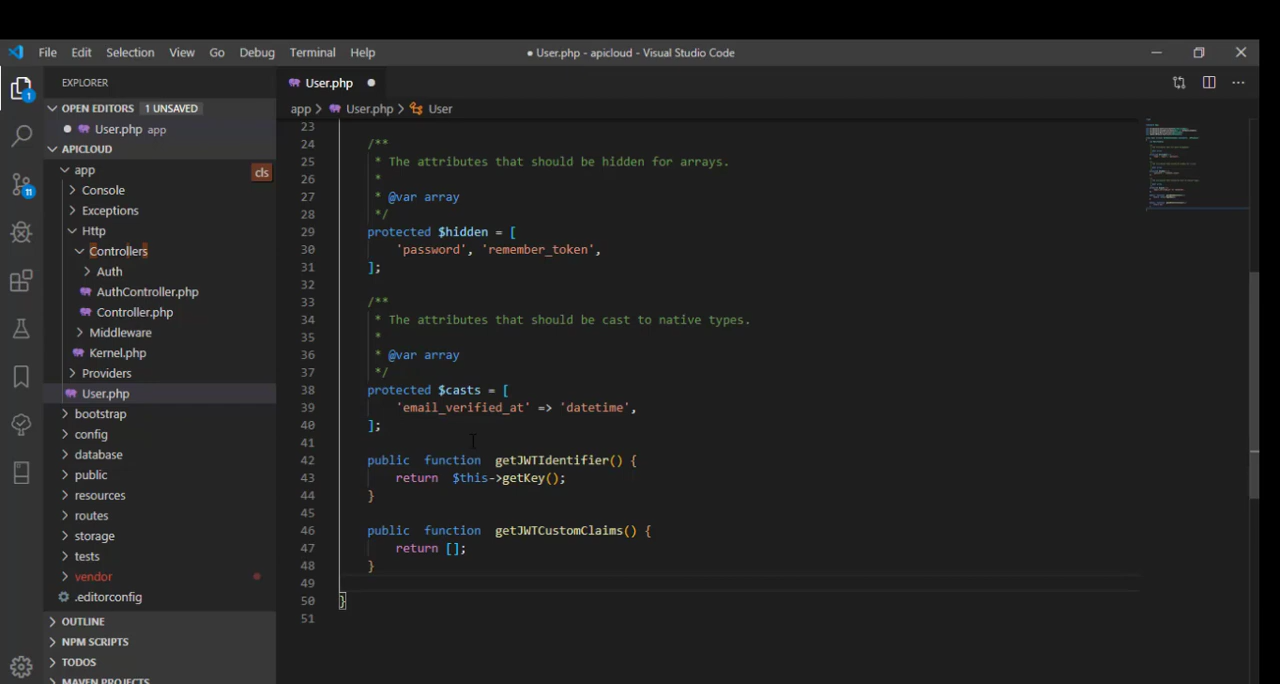 File Edit Selection View Go Debug Terminal Help
● User.php - apicloud - Visual Studio Code
EXPLORER
OPEN EDITORS 1 UNSAVED
● User.php app
APICLOUD
app cls
Console
Exceptions
Http
Controllers
Auth
AuthController.php
Controller.php
Middleware
Kernel.php
Providers
User.php
bootstrap
config
database
public
resources
routes
storage
tests
vendor
.editorconfig
OUTLINE
NPM SCRIPTS
TODOS
MAVEN PROJECTS
1
11
User.php ●
app > User.php > User
23
24 /**
25 * The attributes that should be hidden for arrays.
26 *
27 * @var array
28 */
29 protected $hidden = [
30 'password', 'remember_token',
31 ];
32
33 /**
34 * The attributes that should be cast to native types.
35 *
36 * @var array
37 */
38 protected $casts = [
39 'email_verified_at' => 'datetime',
40 ];
41
42 public function getJWTIdentifier() {
43 return $this->getKey();
44 }
45
46 public function getJWTCustomClaims() {
47 return [];
48 }
49
50 }
51